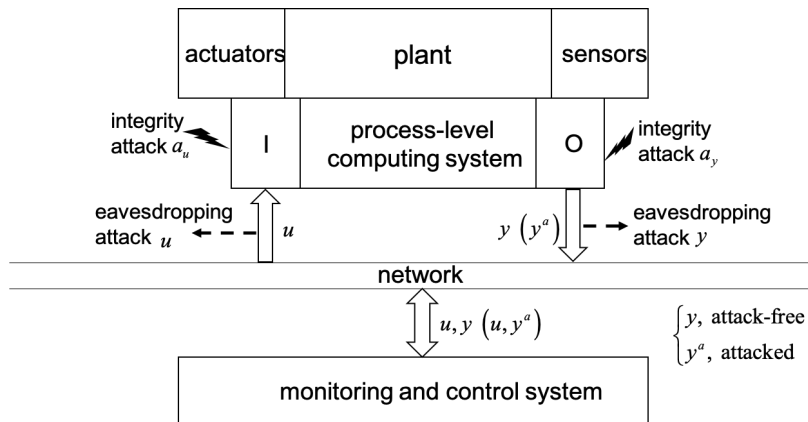 actuators
plant
sensors
integrity
attack a_u
I
process-level
computing system
O
integrity
attack a_y
eavesdropping
attack u
u
y (y^a)
eavesdropping
attack y
network
u, y (u, y^a)
{ y, attack-free
y^a, attacked
monitoring and control system